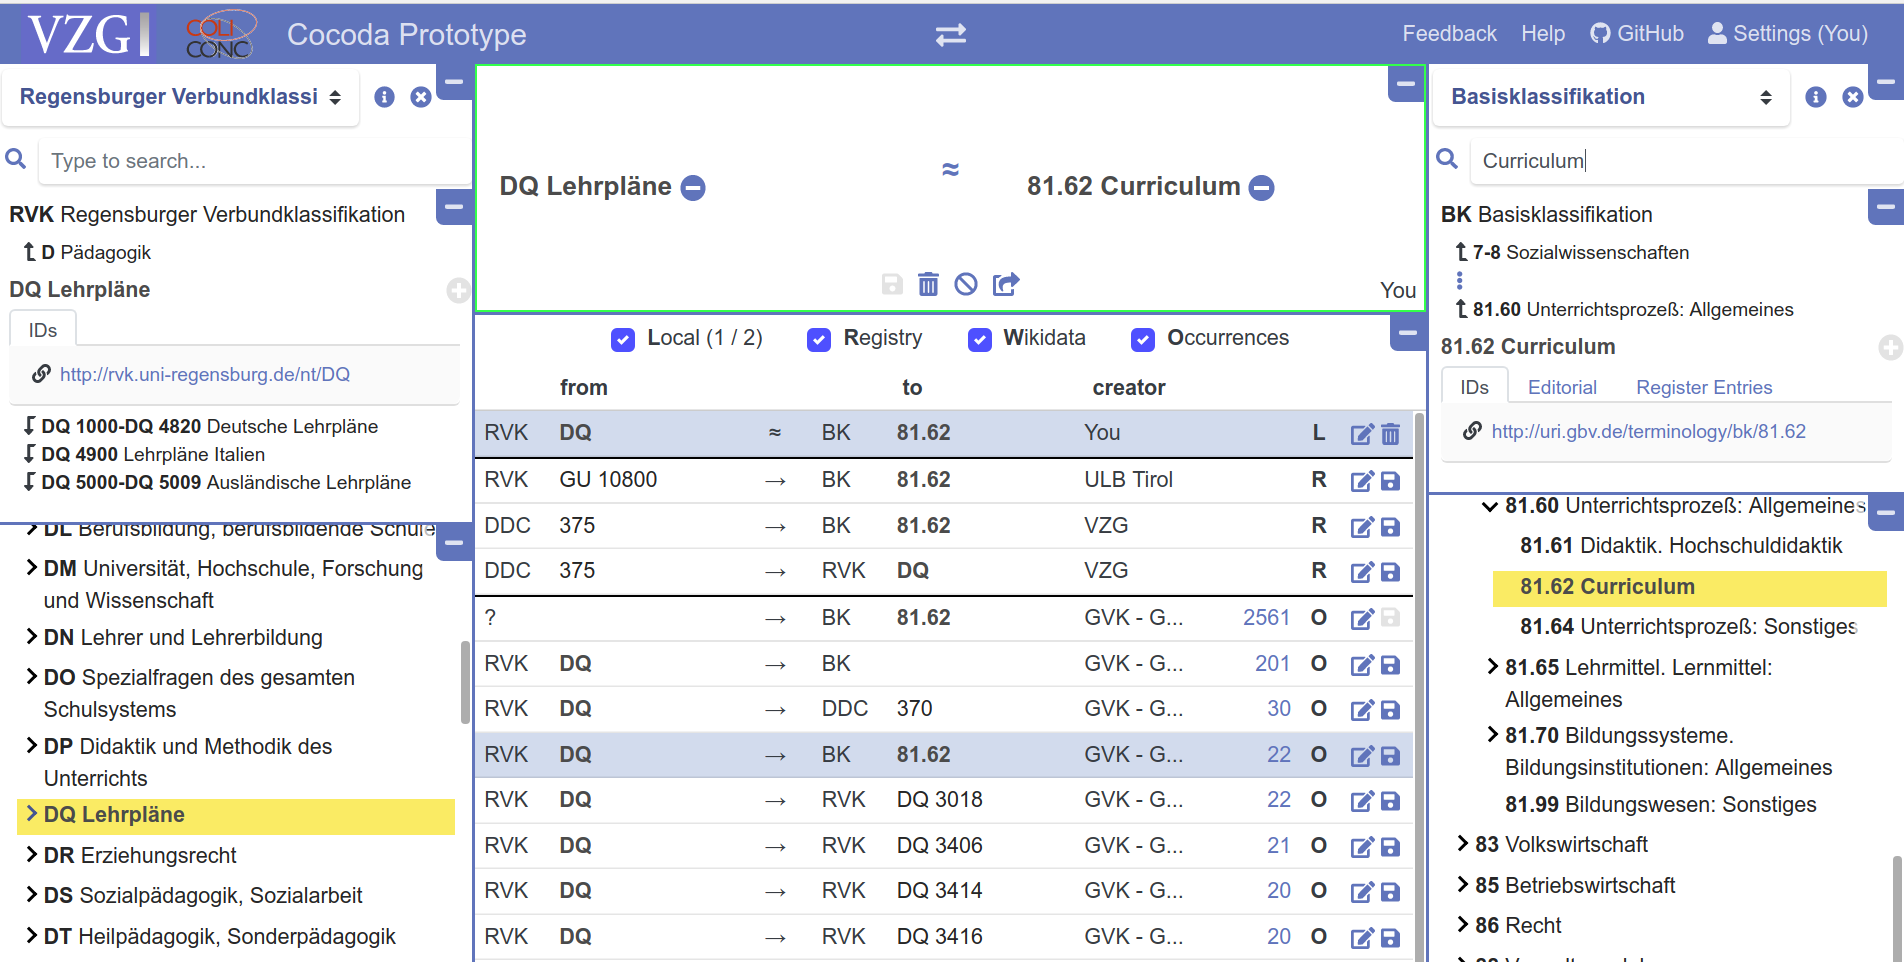 VZG COLI CONC Cocoda Prototype Feedback Help GitHub Settings (You)
Regensburger Verbundklassi
Type to search...
RVK Regensburger Verbundklassifikation
D Pädagogik
DQ Lehrpläne
IDs
http://rvk.uni-regensburg.de/nt/DQ
DQ 1000-DQ 4820 Deutsche Lehrpläne
DQ 4900 Lehrpläne Italien
DQ 5000-DQ 5009 Ausländische Lehrpläne
DL Berufsbildung, berufsbildende Schule
DM Universität, Hochschule, Forschung
und Wissenschaft
DN Lehrer und Lehrerbildung
DO Spezialfragen des gesamten
Schulsystems
DP Didaktik und Methodik des
Unterrichts
DQ Lehrpläne
DR Erziehungsrecht
DS Sozialpädagogik, Sozialarbeit
DT Heilpädagogik, Sonderpädagogik
DQ Lehrpläne ≈ 81.62 Curriculum
You
Local (1 / 2) Registry Wikidata Occurrences
from to creator
RVK DQ ≈ BK 81.62 You L
RVK GU 10800 → BK 81.62 ULB Tirol R
DDC 375 → BK 81.62 VZG R
DDC 375 → RVK DQ VZG R
? → BK 81.62 GVK - G... 2561 O
RVK DQ → BK GVK - G... 201 O
RVK DQ → DDC 370 GVK - G... 30 O
RVK DQ → BK 81.62 GVK - G... 22 O
RVK DQ → RVK DQ 3018 GVK - G... 22 O
RVK DQ → RVK DQ 3406 GVK - G... 21 O
RVK DQ → RVK DQ 3414 GVK - G... 20 O
RVK DQ → RVK DQ 3416 GVK - G... 20 O
Basisklassifikation
Curriculum
BK Basisklassifikation
7-8 Sozialwissenschaften
81.60 Unterrichtsprozeß: Allgemeines
81.62 Curriculum
IDs Editorial Register Entries
http://uri.gbv.de/terminology/bk/81.62
81.60 Unterrichtsprozeß: Allgemeines
81.61 Didaktik. Hochschuldidaktik
81.62 Curriculum
81.64 Unterrichtsprozeß: Sonstiges
81.65 Lehrmittel. Lernmittel:
Allgemeines
81.70 Bildungssysteme.
Bildungsinstitutionen: Allgemeines
81.99 Bildungswesen: Sonstiges
83 Volkswirtschaft
85 Betriebswirtschaft
86 Recht